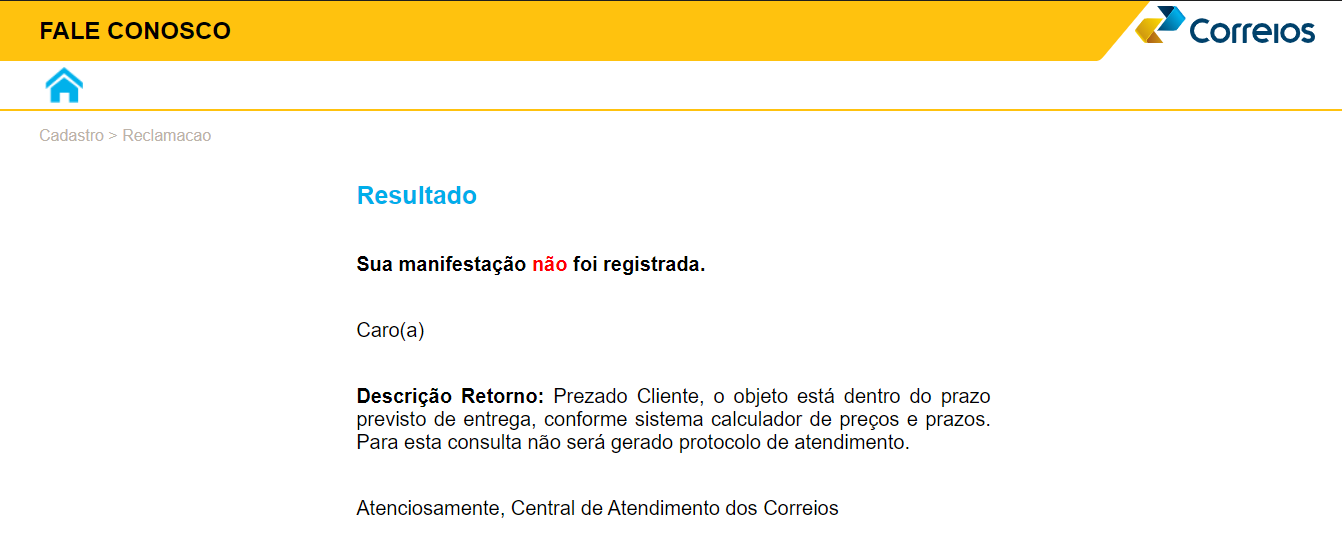 FALE CONOSCO
Correios
Cadastro > Reclamacao
Resultado
Sua manifestação não foi registrada.
Caro(a)
Descrição Retorno: Prezado Cliente, o objeto está dentro do prazo
previsto de entrega, conforme sistema calculador de preços e prazos.
Para esta consulta não será gerado protocolo de atendimento.
Atenciosamente, Central de Atendimento dos Correios